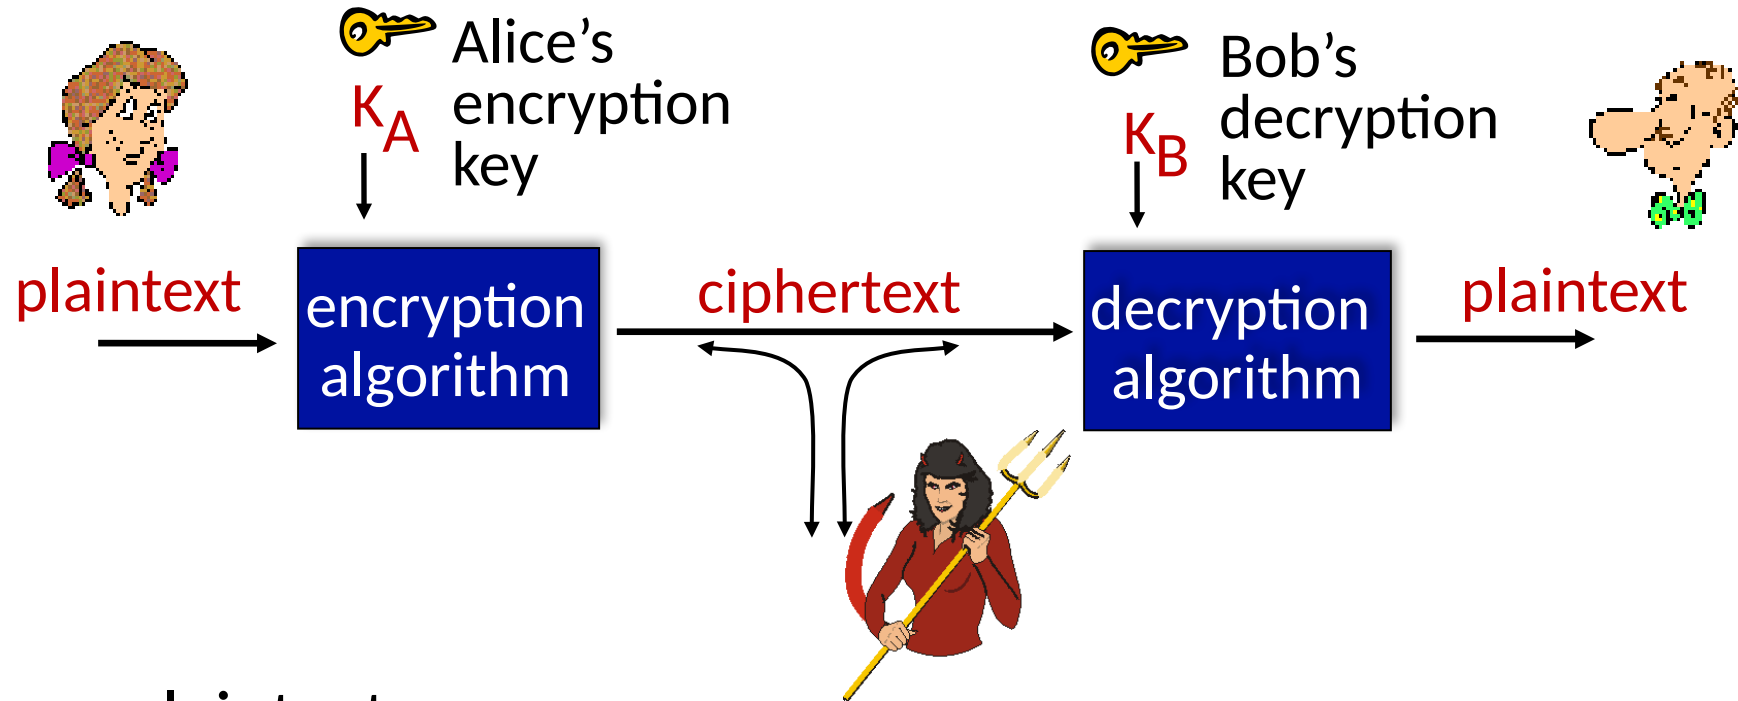 Alice’s
encryption
key
K_A
Bob’s
decryption
key
K_B
plaintext
encryption
algorithm
ciphertext
decryption
algorithm
plaintext